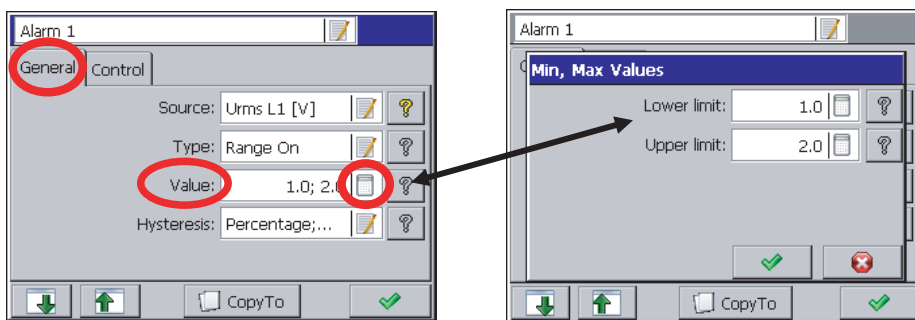 Alarm 1
General Control
Source: Urms L1 [V]
Type: Range On
Value: 1.0; 2.0
Hysteresis: Percentage;...
CopyTo
Alarm 1
Min, Max Values
Lower limit: 1.0
Upper limit: 2.0
CopyTo